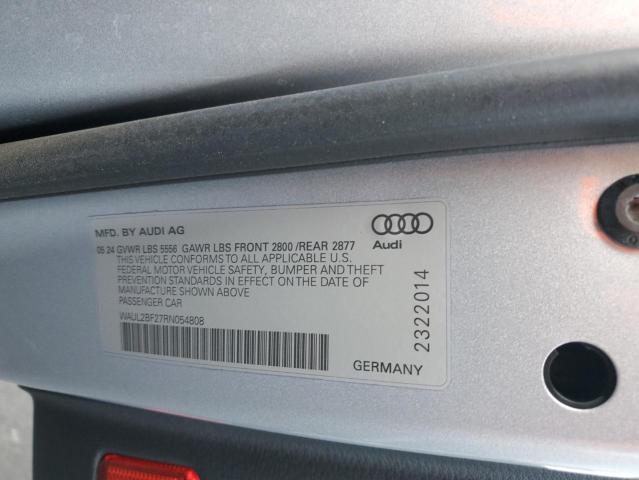 MFD. BY AUDI AG
05 24 GVWR LBS 5556 GAWR LBS FRONT 2800 /REAR 2877
THIS VEHICLE CONFORMS TO ALL APPLICABLE U.S.
FEDERAL MOTOR VEHICLE SAFETY, BUMPER AND THEFT
PREVENTION STANDARDS IN EFFECT ON THE DATE OF
MANUFACTURE SHOWN ABOVE
PASSENGER CAR
WAUL2BF27RN054808
Audi
2322014
GERMANY